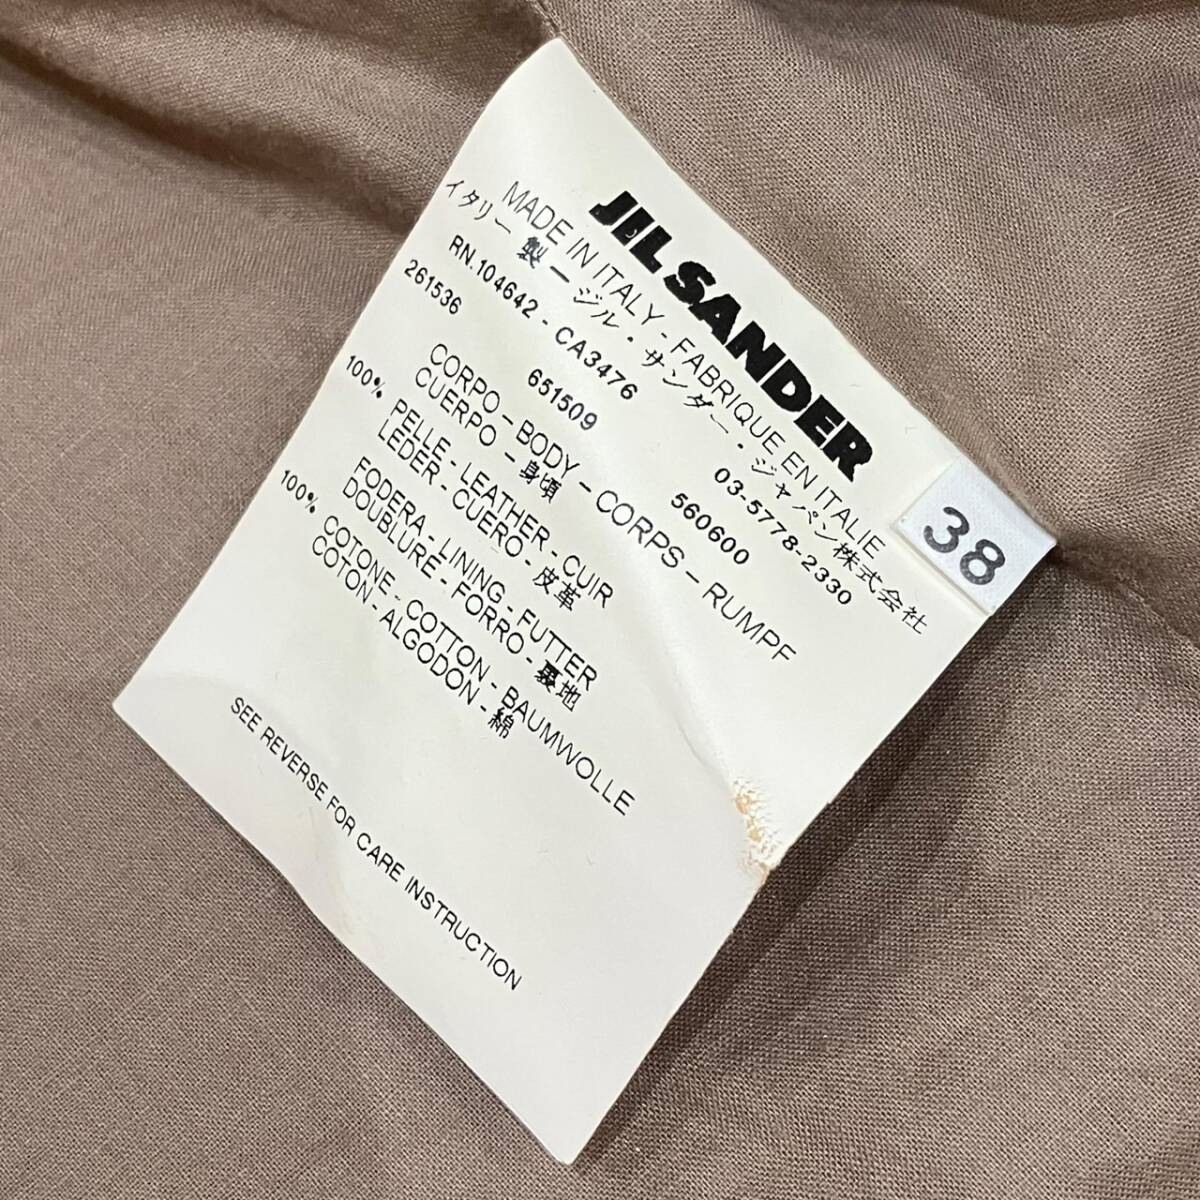 JIL SANDER
MADE IN ITALY - FABRIQUE EN ITALIE
イタリー製ージル・サンダー・ジャパン株式会社
03-5778-2330
RN.104642 - CA3476
261536 651509 560600
CORPO - BODY - CORPS - RUMPF
CUERPO - 身頃
100% PELLE - LEATHER - CUIR
LEDER - CUERO - 皮革
FODERA - LINING - FUTTER
DOUBLURE - FORRO - 裏地
100% COTONE - COTTON - BAUMWOLLE
COTON - ALGODON - 綿
SEE REVERSE FOR CARE INSTRUCTION
38